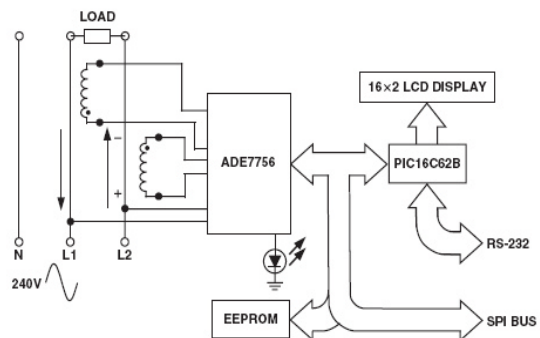 LOAD
16×2 LCD DISPLAY
ADE7756
PIC16C62B
–
+
RS-232
N
L1
L2
240V
EEPROM
SPI BUS